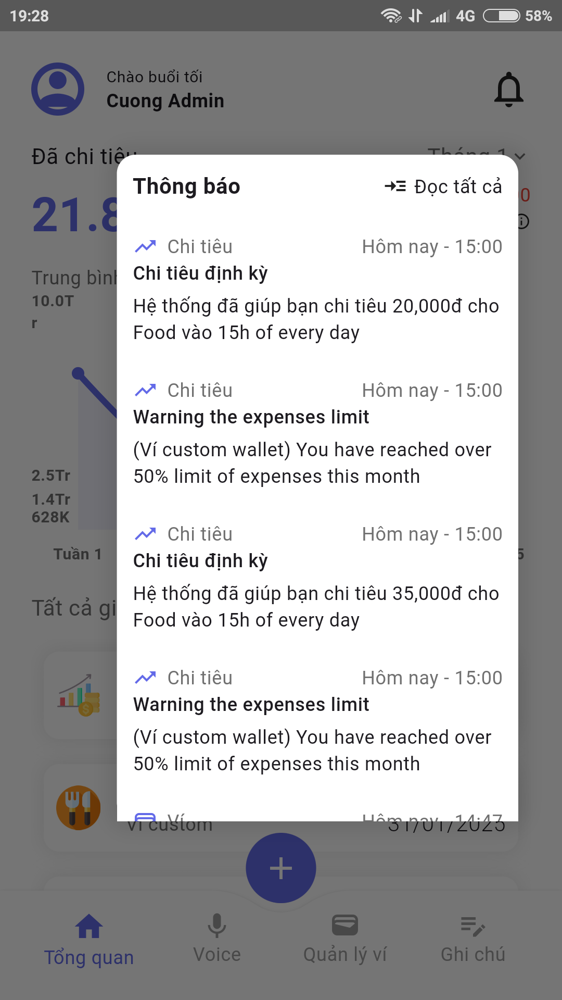 19:28
4G
58%
Chào buổi tối
Cuong Admin
Đã chi tiêu
Tháng 1
21.8
00
Trung bình
10.0T
r
2.5Tr
1.4Tr
628K
Tuần 1
5
Tất cả gi
Thông báo
Đọc tất cả
Chi tiêu
Hôm nay - 15:00
Chi tiêu định kỳ
Hệ thống đã giúp bạn chi tiêu 20,000đ cho
Food vào 15h of every day
Chi tiêu
Hôm nay - 15:00
Warning the expenses limit
(Ví custom wallet) You have reached over
50% limit of expenses this month
Chi tiêu
Hôm nay - 15:00
Chi tiêu định kỳ
Hệ thống đã giúp bạn chi tiêu 35,000đ cho
Food vào 15h of every day
Chi tiêu
Hôm nay - 15:00
Warning the expenses limit
(Ví custom wallet) You have reached over
50% limit of expenses this month
Ví
Hôm nay - 14:47
Ví custom
31/01/2025
Tổng quan
Voice
Quản lý ví
Ghi chú